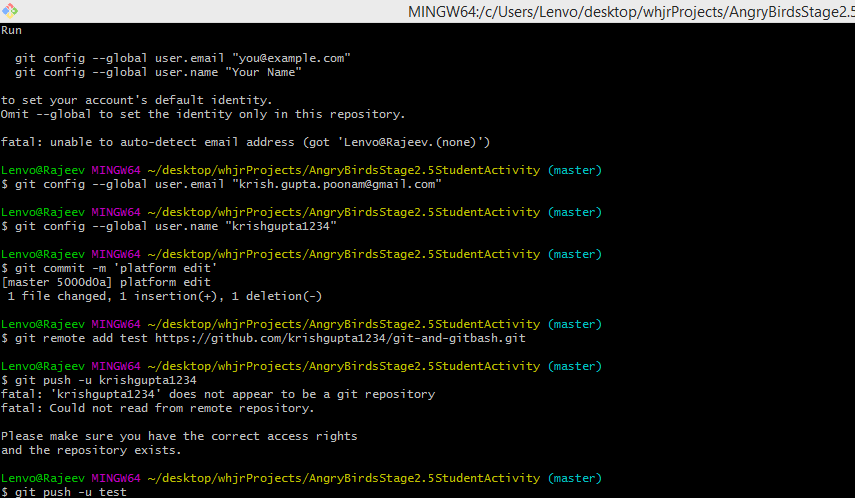 MINGW64:/c/Users/Lenvo/desktop/whjrProjects/AngryBirdsStage2.5
Run
git config --global user.email "you@example.com"
git config --global user.name "Your Name"
to set your account's default identity.
Omit --global to set the identity only in this repository.
fatal: unable to auto-detect email address (got 'Lenvo@Rajeev.(none)')
Lenvo@Rajeev MINGW64 ~/desktop/whjrProjects/AngryBirdsStage2.5StudentActivity (master)
$ git config --global user.email "krish.gupta.poonam@gmail.com"
Lenvo@Rajeev MINGW64 ~/desktop/whjrProjects/AngryBirdsStage2.5StudentActivity (master)
$ git config --global user.name "krishgupta1234"
Lenvo@Rajeev MINGW64 ~/desktop/whjrProjects/AngryBirdsStage2.5StudentActivity (master)
$ git commit -m 'platform edit'
[master 5000d0a] platform edit
1 file changed, 1 insertion(+), 1 deletion(-)
Lenvo@Rajeev MINGW64 ~/desktop/whjrProjects/AngryBirdsStage2.5StudentActivity (master)
$ git remote add test https://github.com/krishgupta1234/git-and-gitbash.git
Lenvo@Rajeev MINGW64 ~/desktop/whjrProjects/AngryBirdsStage2.5StudentActivity (master)
$ git push -u krishgupta1234
fatal: 'krishgupta1234' does not appear to be a git repository
fatal: Could not read from remote repository.
Please make sure you have the correct access rights
and the repository exists.
Lenvo@Rajeev MINGW64 ~/desktop/whjrProjects/AngryBirdsStage2.5StudentActivity (master)
$ git push -u test